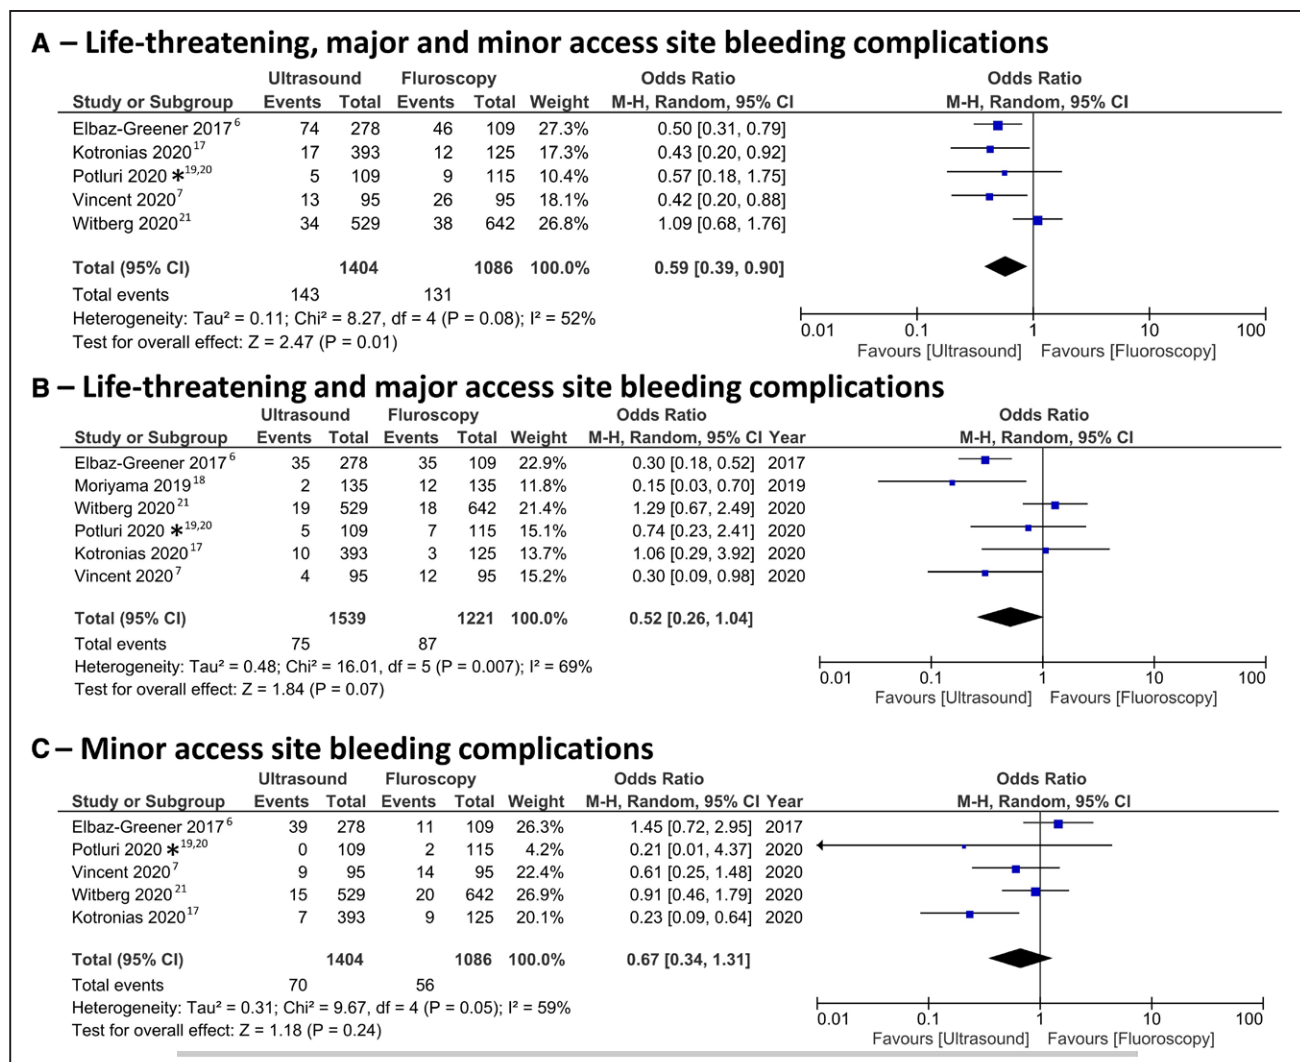 A – Life-threatening, major and minor access site bleeding complications
Ultrasound Fluroscopy Odds Ratio Odds Ratio
Study or Subgroup Events Total Events Total Weight M-H, Random, 95% CI M-H, Random, 95% CI
Elbaz-Greener 2017⁶ 74 278 46 109 27.3% 0.50 [0.31, 0.79]
Kotronias 2020¹⁷ 17 393 12 125 17.3% 0.43 [0.20, 0.92]
Potluri 2020 *¹⁹,²⁰ 5 109 9 115 10.4% 0.57 [0.18, 1.75]
Vincent 2020⁷ 13 95 26 95 18.1% 0.42 [0.20, 0.88]
Witberg 2020²¹ 34 529 38 642 26.8% 1.09 [0.68, 1.76]
Total (95% CI) 1404 1086 100.0% 0.59 [0.39, 0.90]
Total events 143 131
Heterogeneity: Tau² = 0.11; Chi² = 8.27, df = 4 (P = 0.08); I² = 52%
Test for overall effect: Z = 2.47 (P = 0.01)
0.01 0.1 1 10 100
Favours [Ultrasound] Favours [Fluoroscopy]
B – Life-threatening and major access site bleeding complications
Ultrasound Fluroscopy Odds Ratio Odds Ratio
Study or Subgroup Events Total Events Total Weight M-H, Random, 95% CI Year M-H, Random, 95% CI
Elbaz-Greener 2017⁶ 35 278 35 109 22.9% 0.30 [0.18, 0.52] 2017
Moriyama 2019¹⁸ 2 135 12 135 11.8% 0.15 [0.03, 0.70] 2019
Witberg 2020²¹ 19 529 18 642 21.4% 1.29 [0.67, 2.49] 2020
Potluri 2020 *¹⁹,²⁰ 5 109 7 115 15.1% 0.74 [0.23, 2.41] 2020
Kotronias 2020¹⁷ 10 393 3 125 13.7% 1.06 [0.29, 3.92] 2020
Vincent 2020⁷ 4 95 12 95 15.2% 0.30 [0.09, 0.98] 2020
Total (95% CI) 1539 1221 100.0% 0.52 [0.26, 1.04]
Total events 75 87
Heterogeneity: Tau² = 0.48; Chi² = 16.01, df = 5 (P = 0.007); I² = 69%
Test for overall effect: Z = 1.84 (P = 0.07)
0.01 0.1 1 10 100
Favours [Ultrasound] Favours [Fluoroscopy]
C – Minor access site bleeding complications
Ultrasound Fluroscopy Odds Ratio Odds Ratio
Study or Subgroup Events Total Events Total Weight M-H, Random, 95% CI Year M-H, Random, 95% CI
Elbaz-Greener 2017⁶ 39 278 11 109 26.3% 1.45 [0.72, 2.95] 2017
Potluri 2020 *¹⁹,²⁰ 0 109 2 115 4.2% 0.21 [0.01, 4.37] 2020
Vincent 2020⁷ 9 95 14 95 22.4% 0.61 [0.25, 1.48] 2020
Witberg 2020²¹ 15 529 20 642 26.9% 0.91 [0.46, 1.79] 2020
Kotronias 2020¹⁷ 7 393 9 125 20.1% 0.23 [0.09, 0.64] 2020
Total (95% CI) 1404 1086 100.0% 0.67 [0.34, 1.31]
Total events 70 56
Heterogeneity: Tau² = 0.31; Chi² = 9.67, df = 4 (P = 0.05); I² = 59%
Test for overall effect: Z = 1.18 (P = 0.24)
0.01 0.1 1 10 100
Favours [Ultrasound] Favours [Fluoroscopy]